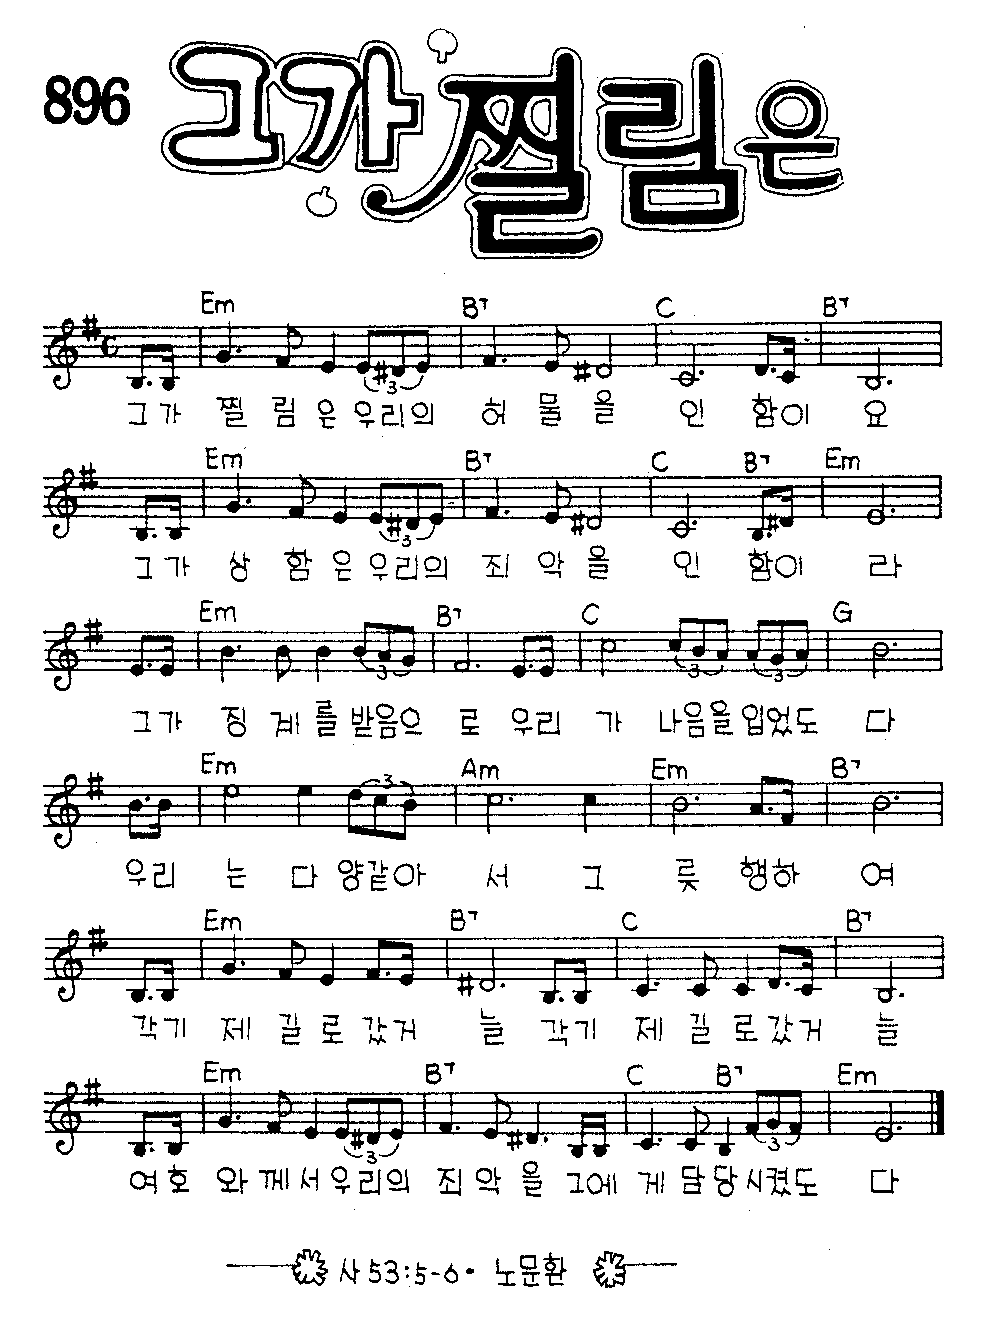 896 그가 찔림은
Em B7 C B7
그가 찔 림 은 우리의 허 물 을 인 함이 요
Em B7 C B7 Em
그가 상 함 은 우리의 죄 악 을 인 함이 라
Em B7 C G
그가 징 계 를 받음으 로 우리 가 나음을 입었도 다
Em Am Em B7
우리 는 다 양같아 서 그 릇 행하 여
Em B7 C B7
각기 제 길 로 갔거 늘 각기 제 길 로 갔거 늘
Em B7 C B7 Em
여호 와 께 서 우리의 죄 악 을 그에 게 담 당 시켰도 다
사 53:5-6 · 노문환